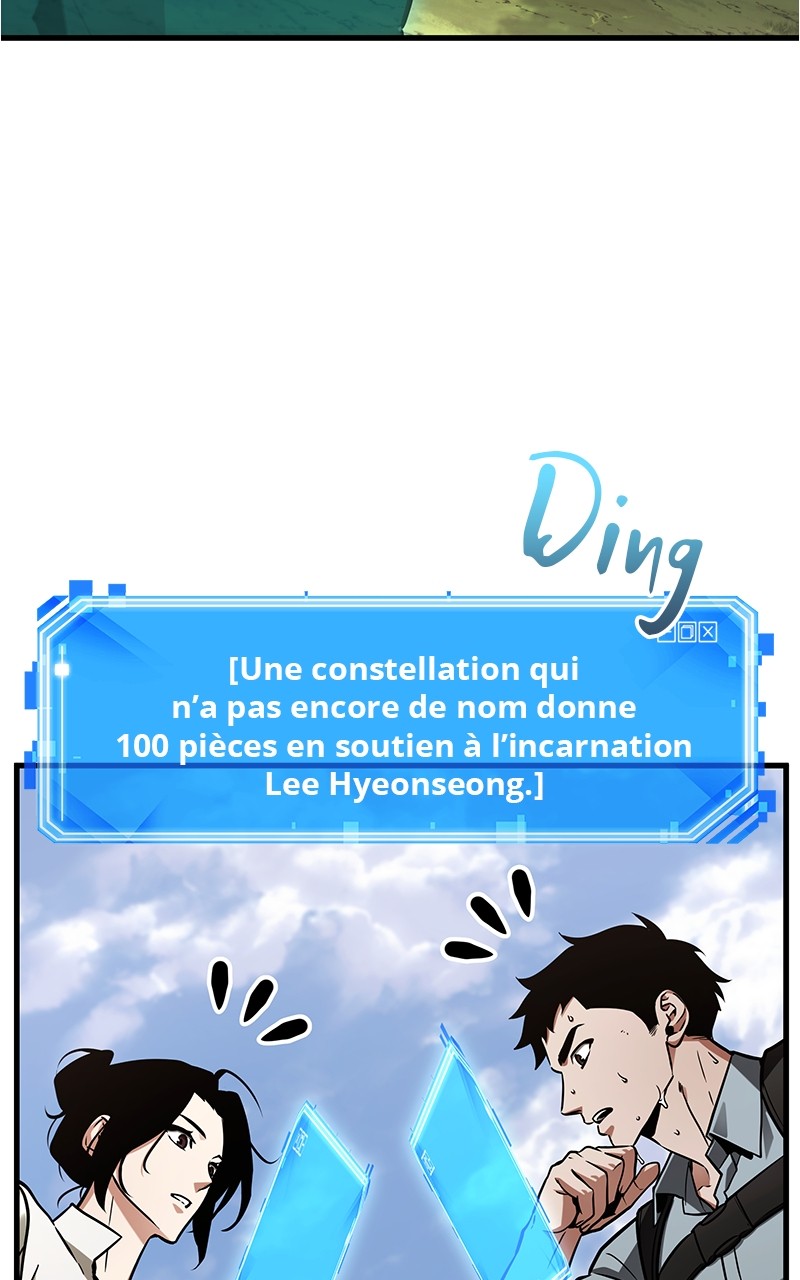 Ding
[Une constellation qui
n’a pas encore de nom donne
100 pièces en soutien à l’incarnation
Lee Hyeonseong.]